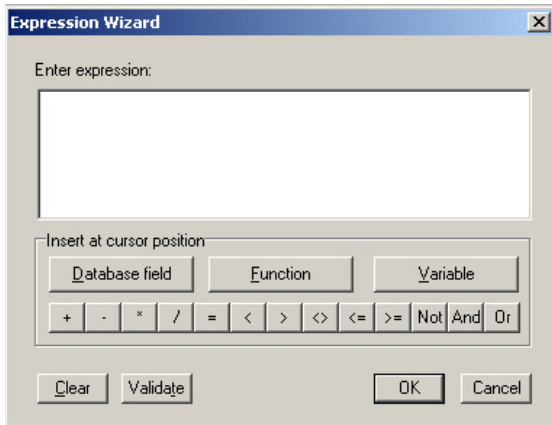 Expression Wizard
Enter expression:
Insert at cursor position
Database field Function Variable
+ - * / = < > <> <= >= Not And Or
Clear Validate OK Cancel